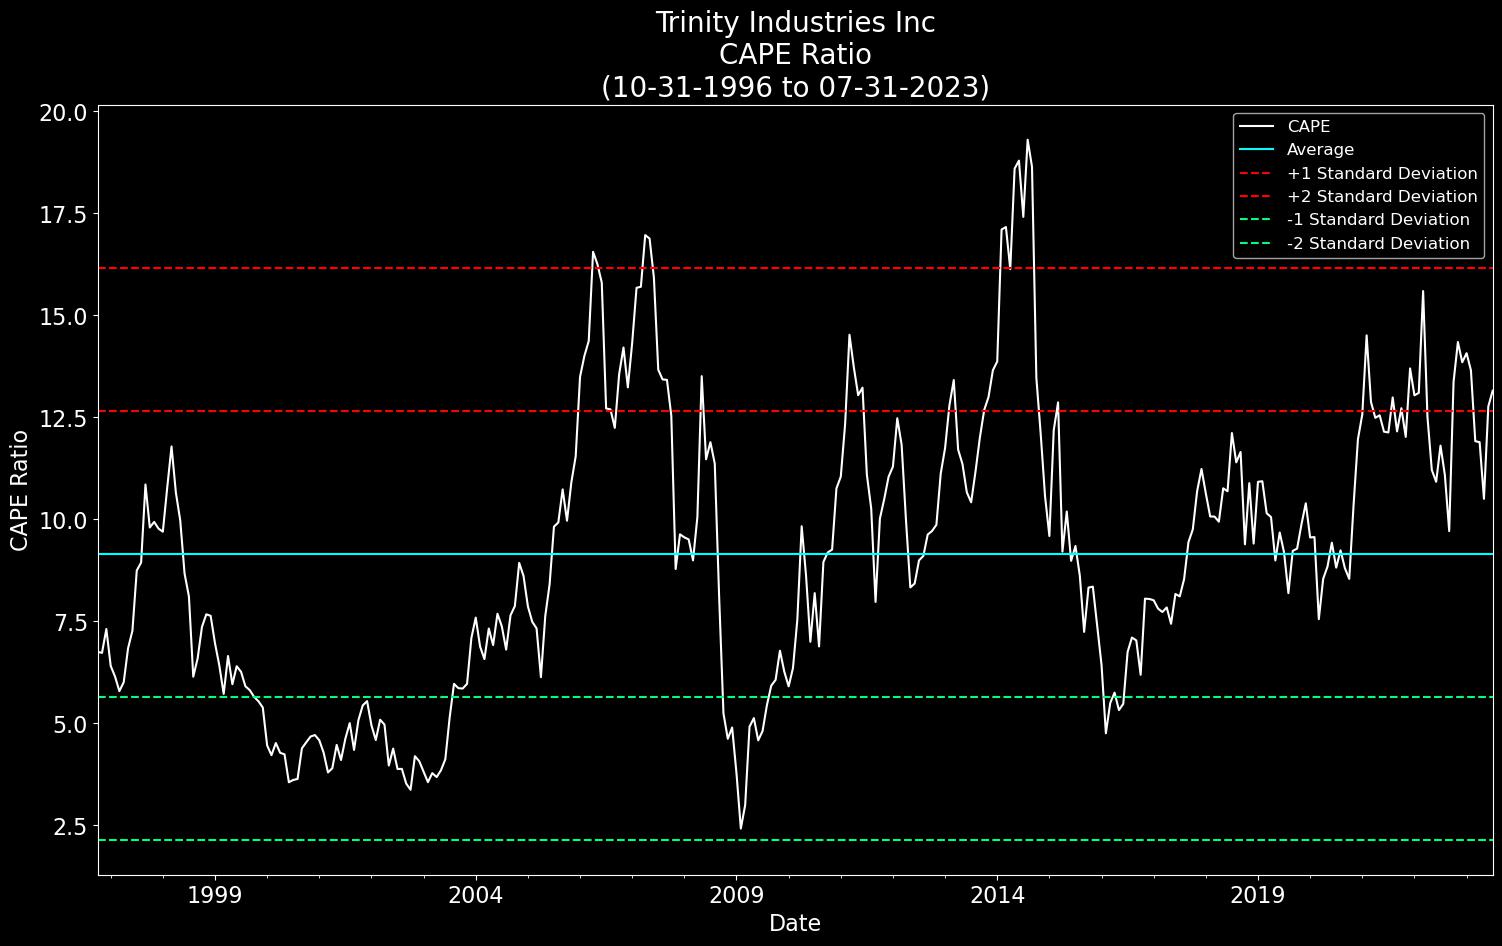 Trinity Industries Inc
CAPE Ratio
(10-31-1996 to 07-31-2023)
20.0
17.5
15.0
12.5
10.0
7.5
5.0
2.5
CAPE Ratio
CAPE
Average
+1 Standard Deviation
+2 Standard Deviation
-1 Standard Deviation
-2 Standard Deviation
1999 2004 2009 2014 2019
Date